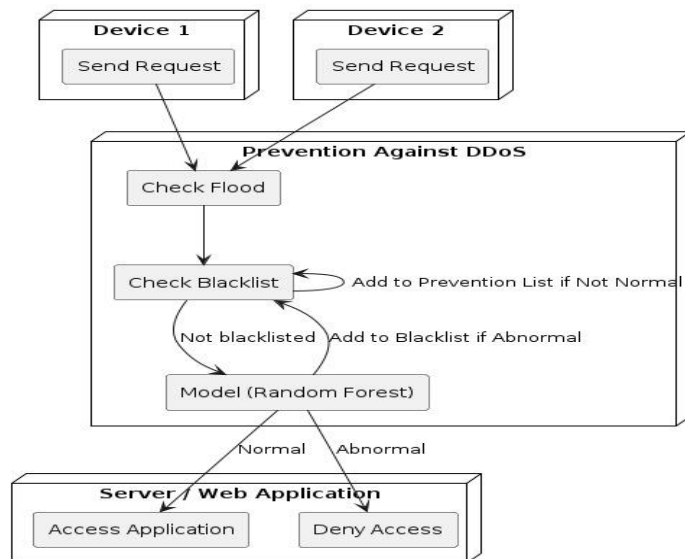 Device 1
Device 2
Send Request
Send Request
Prevention Against DDoS
Check Flood
Check Blacklist
Add to Prevention List if Not Normal
Not blacklisted
Add to Blacklist if Abnormal
Model (Random Forest)
Normal
Abnormal
Server / Web Application
Access Application
Deny Access